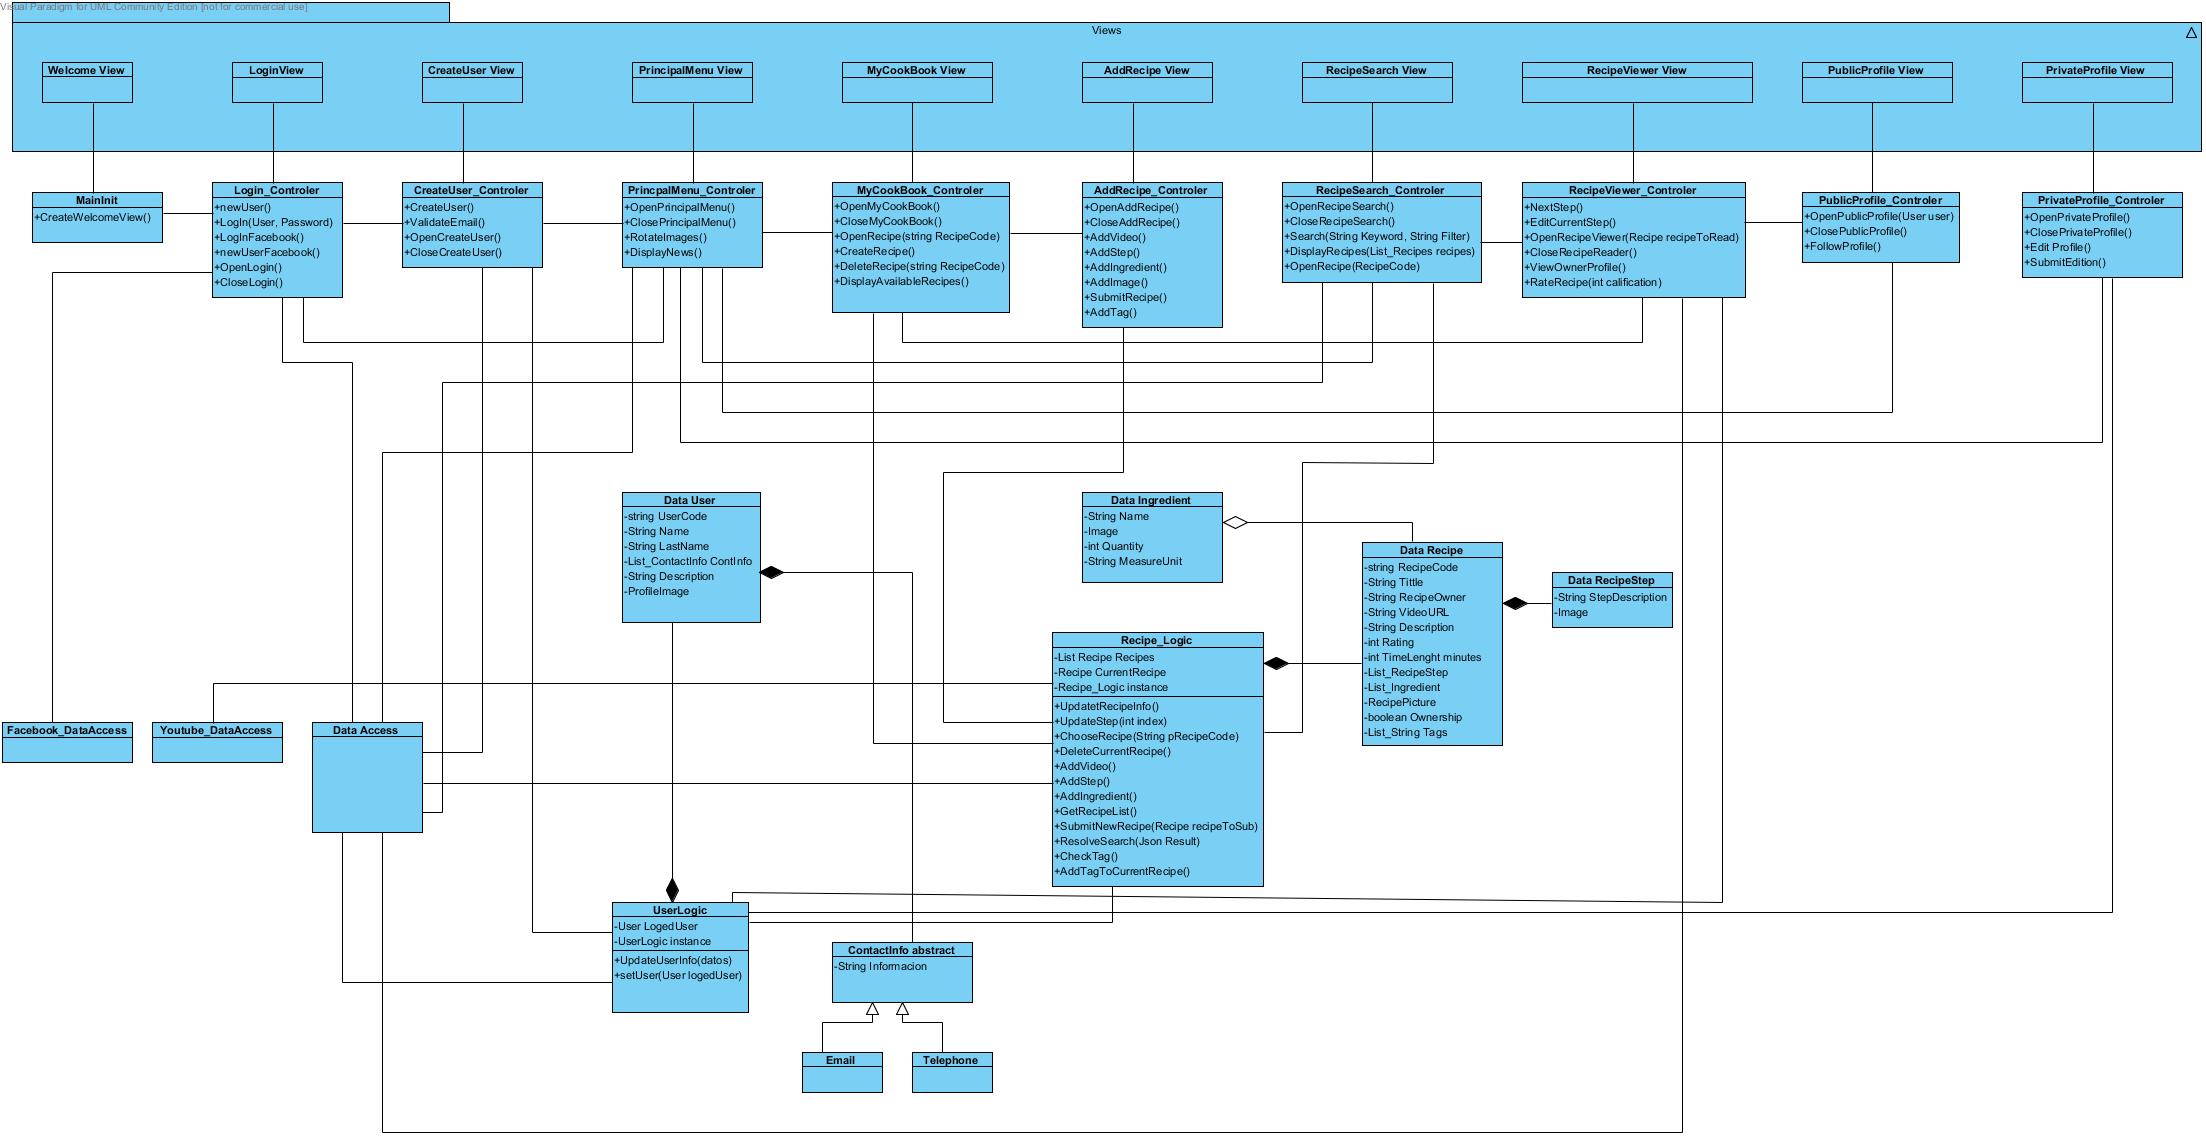 Visual Paradigm for UML Community Edition [not for commercial use]
Views
Welcome View
LoginView
CreateUser View
PrincipalMenu View
MyCookBook View
AddRecipe View
RecipeSearch View
RecipeViewer View
PublicProfile View
PrivateProfile View
MainInit
+CreateWelcomeView()
Login_Controler
+newUser()
+LogIn(User, Password)
+LogInFacebook()
+newUserFacebook()
+OpenLogin()
+CloseLogin()
CreateUser_Controler
+CreateUser()
+ValidateEmail()
+OpenCreateUser()
+CloseCreateUser()
PrincpalMenu_Controler
+OpenPrincipalMenu()
+ClosePrincipalMenu()
+RotateImages()
+DisplayNews()
MyCookBook_Controler
+OpenMyCookBook()
+CloseMyCookBook()
+OpenRecipe(string RecipeCode)
+CreateRecipe()
+DeleteRecipe(string RecipeCode)
+DisplayAvailableRecipes()
AddRecipe_Controler
+OpenAddRecipe()
+CloseAddRecipe()
+AddVideo()
+AddStep()
+AddIngredient()
+AddImage()
+SubmitRecipe()
+AddTag()
RecipeSearch_Controler
+OpenRecipeSearch()
+CloseRecipeSearch()
+Search(String Keyword, String Filter)
+DisplayRecipes(List_Recipes recipes)
+OpenRecipe(RecipeCode)
RecipeViewer_Controler
+NextStep()
+EditCurrentStep()
+OpenRecipeViewer(Recipe recipeToRead)
+CloseRecipeReader()
+ViewOwnerProfile()
+RateRecipe(int calification)
PublicProfile_Controler
+OpenPublicProfile(User user)
+ClosePublicProfile()
+FollowProfile()
PrivateProfile_Controler
+OpenPrivateProfile()
+ClosePrivateProfile()
+Edit Profile()
+SubmitEdition()
Data User
-string UserCode
-String Name
-String LastName
-List_ContactInfo ContInfo
-String Description
-ProfileImage
Data Ingredient
-String Name
-Image
-int Quantity
-String MeasureUnit
Data Recipe
-string RecipeCode
-String Tittle
-String RecipeOwner
-String VideoURL
-String Description
-int Rating
-int TimeLenght minutes
-List_RecipeStep
-List_Ingredient
-RecipePicture
-boolean Ownership
-List_String Tags
Data RecipeStep
-String StepDescription
-Image
Recipe_Logic
-List Recipe Recipes
-Recipe CurrentRecipe
-Recipe_Logic instance
+UpdatetRecipeInfo()
+UpdateStep(int index)
+ChooseRecipe(String pRecipeCode)
+DeleteCurrentRecipe()
+AddVideo()
+AddStep()
+AddIngredient()
+GetRecipeList()
+SubmitNewRecipe(Recipe recipeToSub)
+ResolveSearch(Json Result)
+CheckTag()
+AddTagToCurrentRecipe()
Facebook_DataAccess
Youtube_DataAccess
Data Access
UserLogic
-User LogedUser
-UserLogic instance
+UpdateUserInfo(datos)
+setUser(User logedUser)
ContactInfo abstract
-String Informacion
Email
Telephone